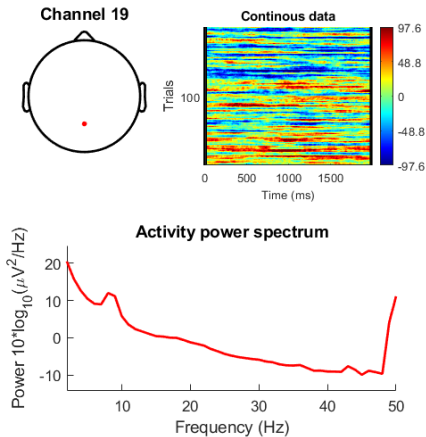 Channel 19
Continous data
Trials
100
97.6
48.8
0
-48.8
-97.6
0 500 1000 1500
Time (ms)
Activity power spectrum
Power 10*log₁₀(μV²/Hz)
20
10
0
-10
10 20 30 40 50
Frequency (Hz)